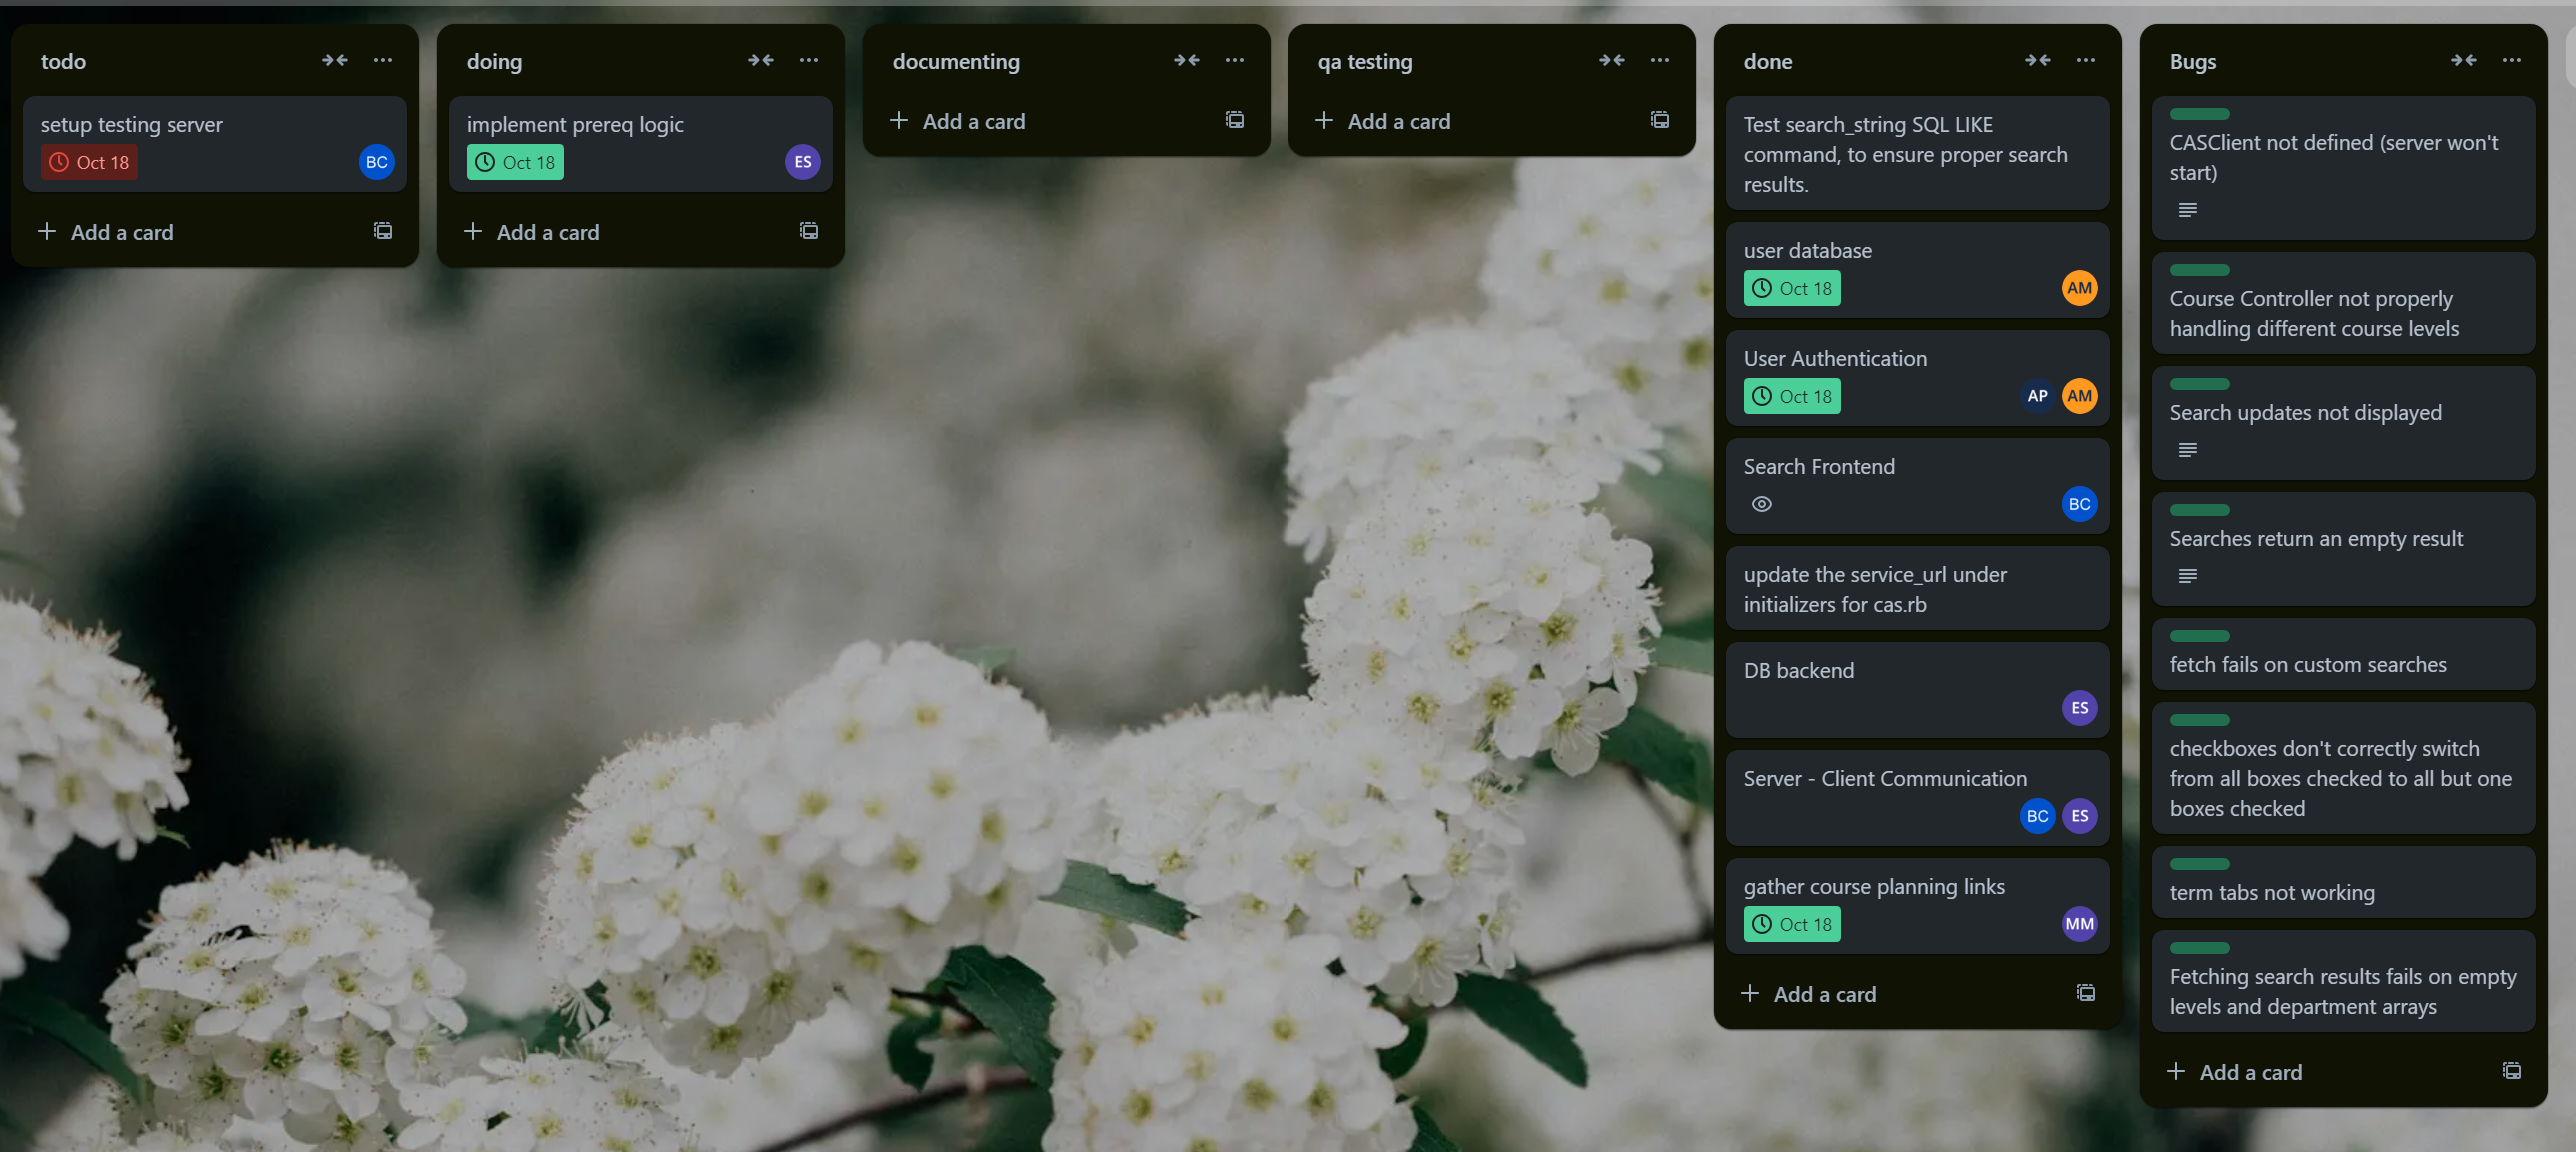 todo
setup testing server
Oct 18
BC
Add a card
doing
implement prereq logic
Oct 18
ES
Add a card
documenting
Add a card
qa testing
Add a card
done
Test search_string SQL LIKE
command, to ensure proper search
results.
user database
Oct 18
AM
User Authentication
Oct 18
AP
AM
Search Frontend
BC
update the service_url under
initializers for cas.rb
DB backend
ES
Server - Client Communication
BC
ES
gather course planning links
Oct 18
MM
Add a card
Bugs
CASClient not defined (server won't
start)
Course Controller not properly
handling different course levels
Search updates not displayed
Searches return an empty result
fetch fails on custom searches
checkboxes don't correctly switch
from all boxes checked to all but one
boxes checked
term tabs not working
Fetching search results fails on empty
levels and department arrays
Add a card